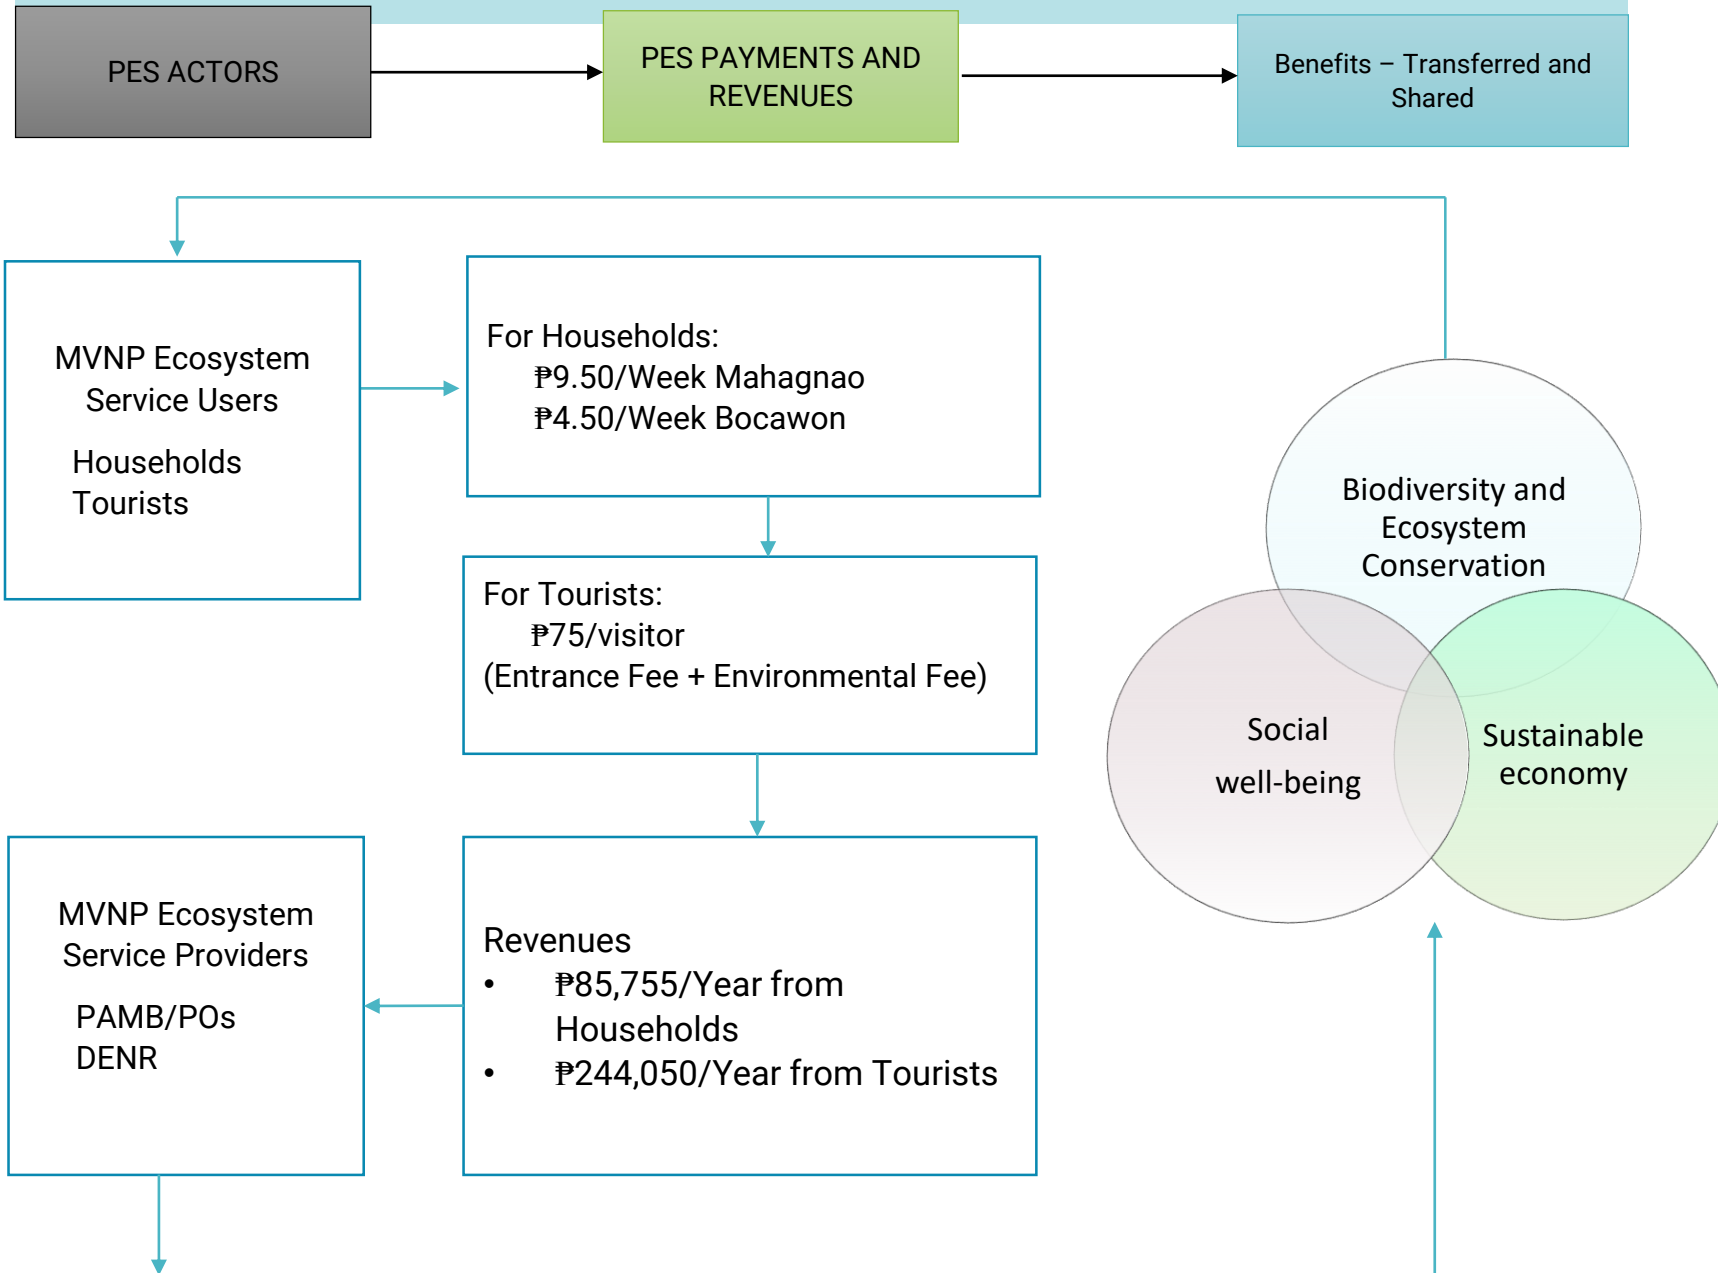 PES ACTORS
PES PAYMENTS AND
REVENUES
Benefits – Transferred and
Shared
MVNP Ecosystem
Service Users
Households
Tourists
For Households:
₱9.50/Week Mahagnao
₱4.50/Week Bocawon
For Tourists:
₱75/visitor
(Entrance Fee + Environmental Fee)
MVNP Ecosystem
Service Providers
PAMB/POs
DENR
Revenues
• ₱85,755/Year from
Households
• ₱244,050/Year from Tourists
Biodiversity and
Ecosystem
Conservation
Social
well-being
Sustainable
economy